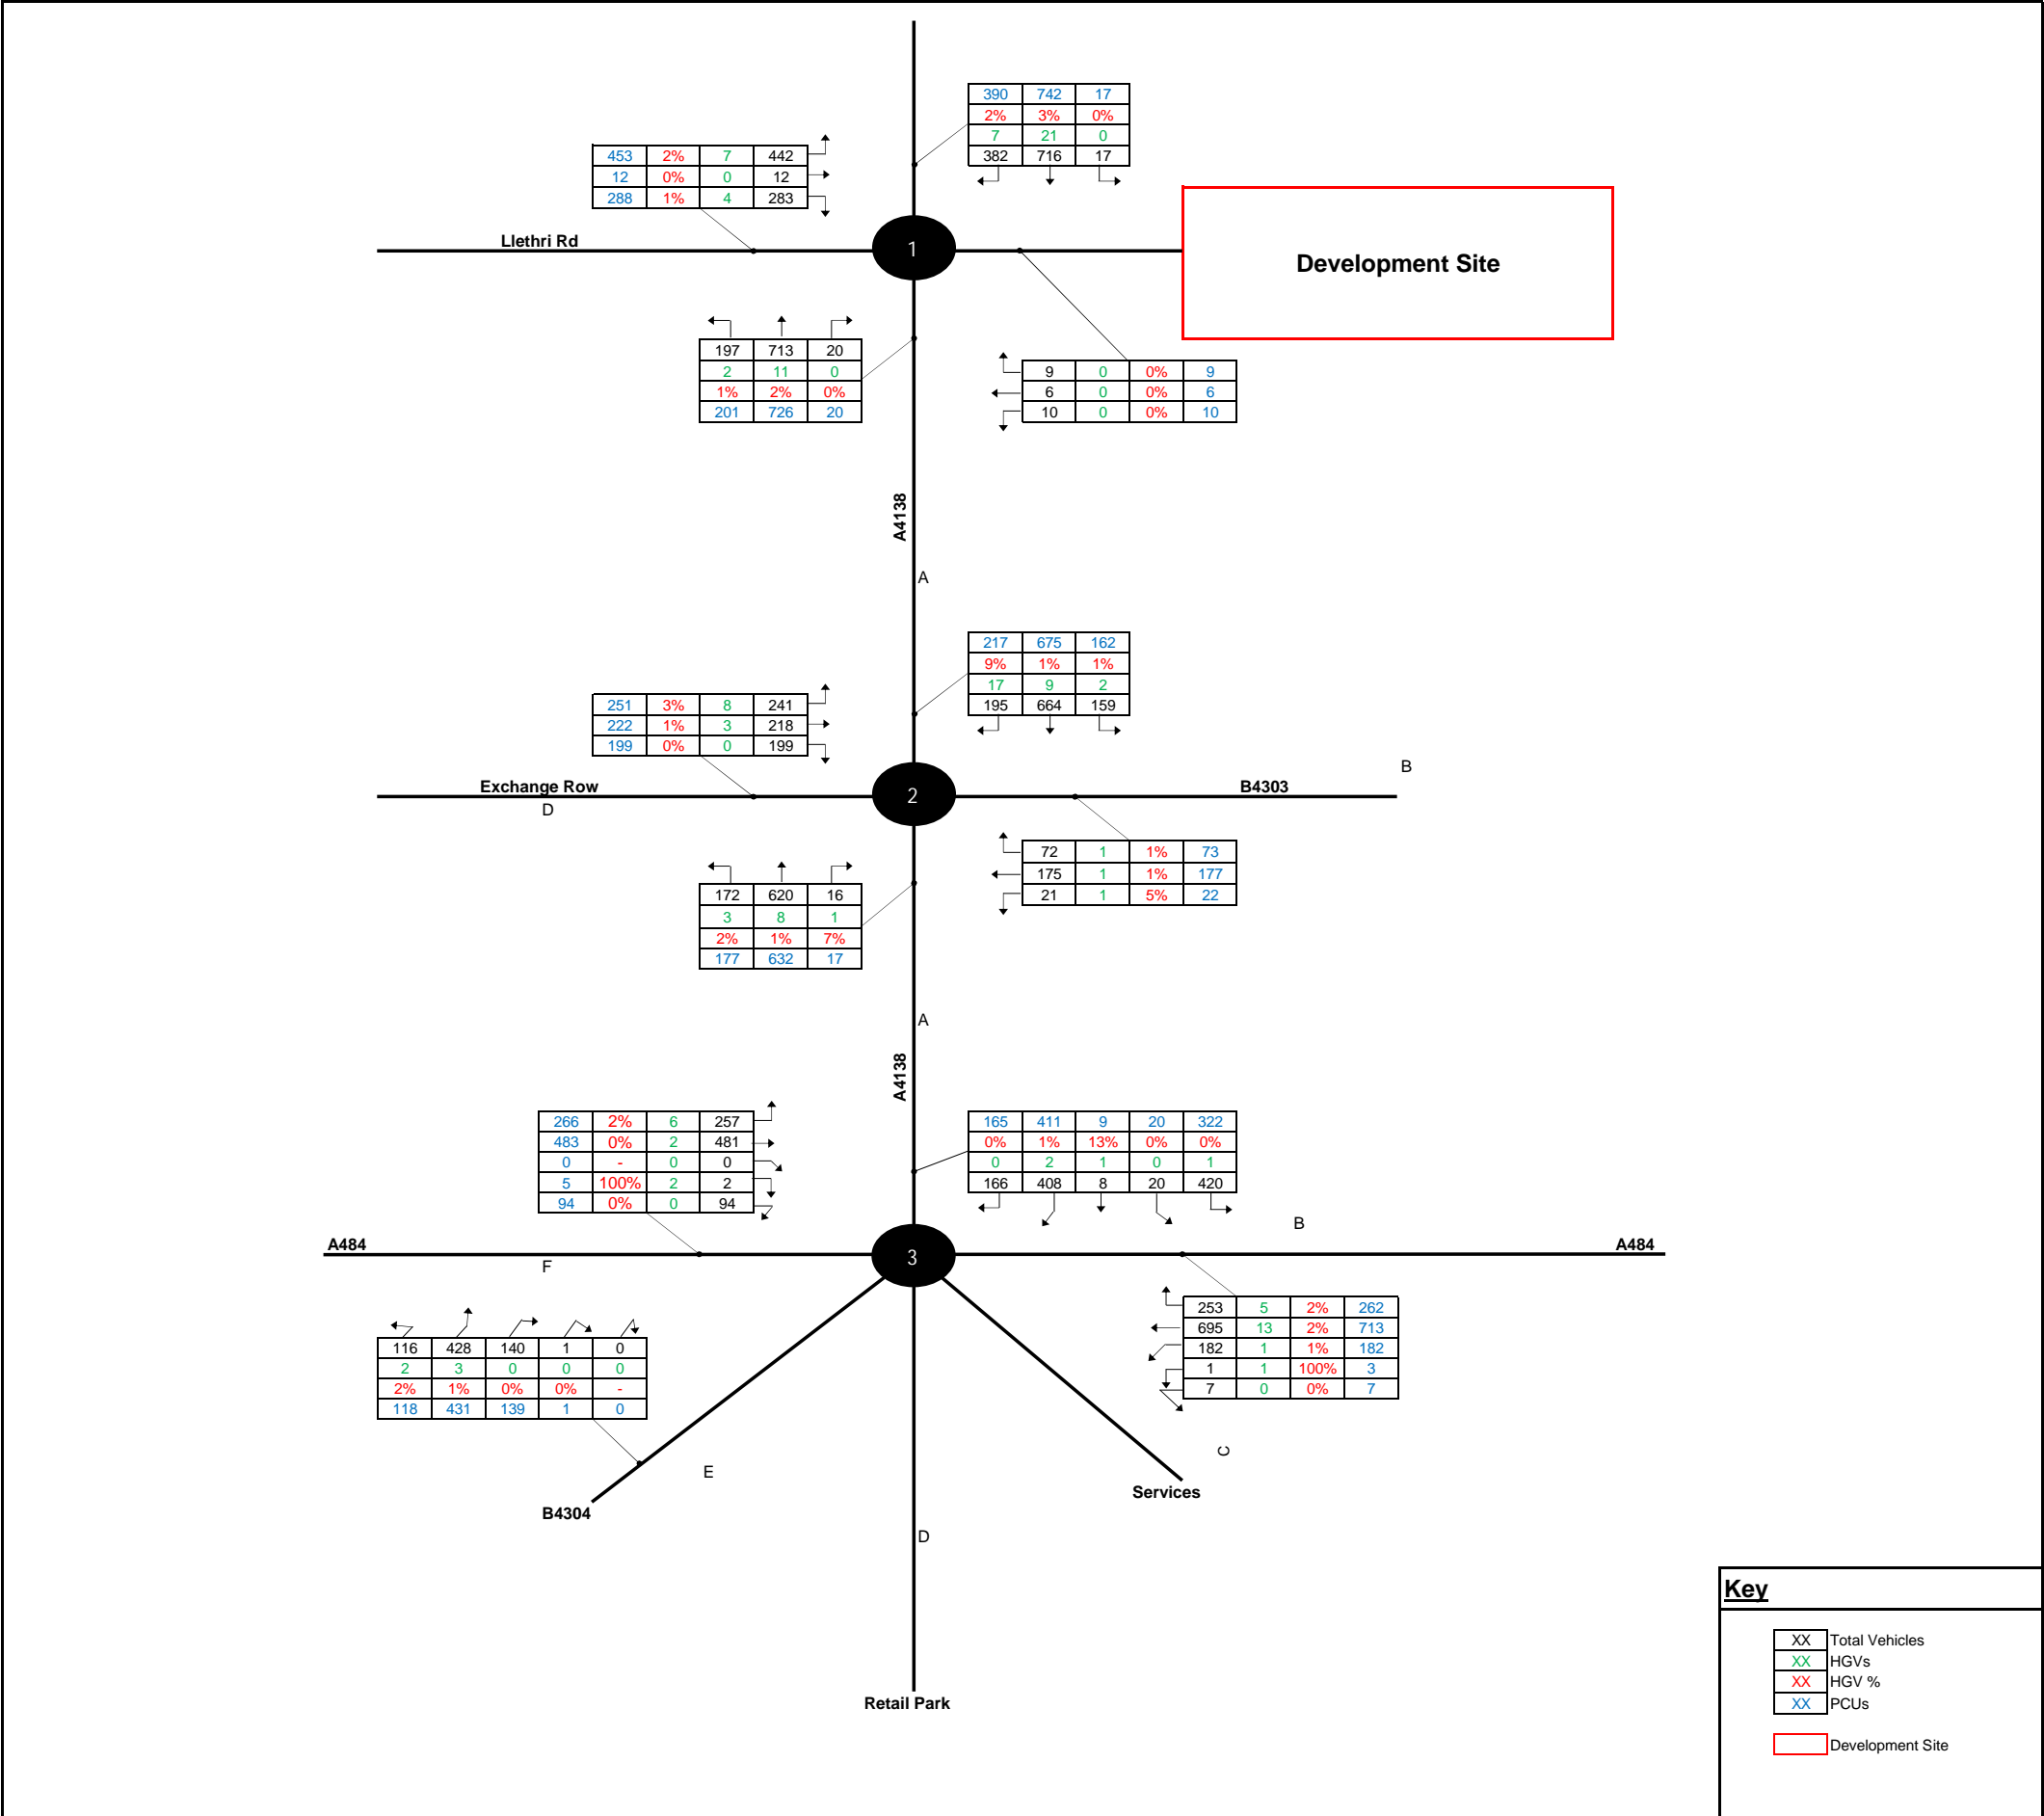 390 742 17
2% 3% 0%
7 21 0
382 716 17
453 2% 7 442
12 0% 0 12
288 1% 4 283
Llethri Rd
1
Development Site
197 713 20
2 11 0
1% 2% 0%
201 726 20
9 0 0% 9
6 0 0% 6
10 0 0% 10
A4138
A
217 675 162
9% 1% 1%
17 9 2
195 664 159
251 3% 8 241
222 1% 3 218
199 0% 0 199
Exchange Row
D
2
B4303
B
72 1 1% 73
175 1 1% 177
21 1 5% 22
172 620 16
3 8 1
2% 1% 7%
177 632 17
A
A4138
266 2% 6 257
483 0% 2 481
0 - 0 0
5 100% 2 2
94 0% 0 94
165 411 9 20 322
0% 1% 13% 0% 0%
0 2 1 0 1
166 408 8 20 420
A484
F
3
B
A484
253 5 2% 262
695 13 2% 713
182 1 1% 182
1 1 100% 3
7 0 0% 7
116 428 140 1 0
2 3 0 0 0
2% 1% 0% 0% -
118 431 139 1 0
E
B4304
C
Services
D
Retail Park
Key
XX Total Vehicles
XX HGVs
XX HGV %
XX PCUs
Development Site